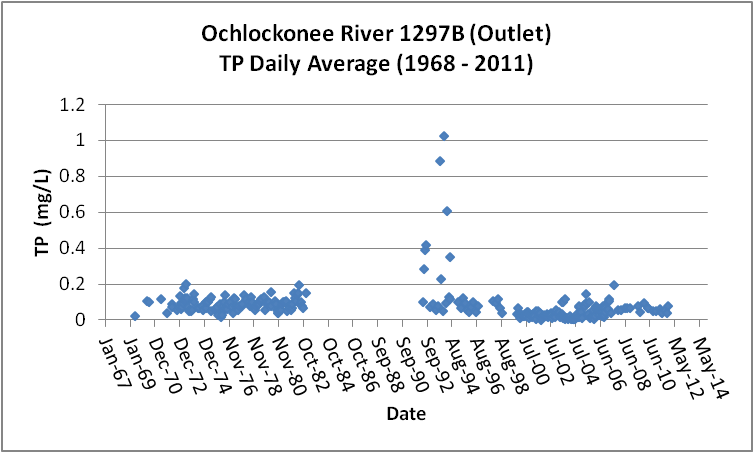 Ochlockonee River 1297B (Outlet)
TP Daily Average (1968 - 2011)
TP (mg/L)
1.2
1
0.8
0.6
0.4
0.2
0
Jan-67
Jan-69
Dec-70
Dec-72
Dec-74
Nov-76
Nov-78
Nov-80
Oct-82
Oct-84
Oct-86
Sep-88
Sep-90
Sep-92
Aug-94
Aug-96
Aug-98
Jul-00
Jul-02
Jul-04
Jun-06
Jun-08
Jun-10
May-12
May-14
Date